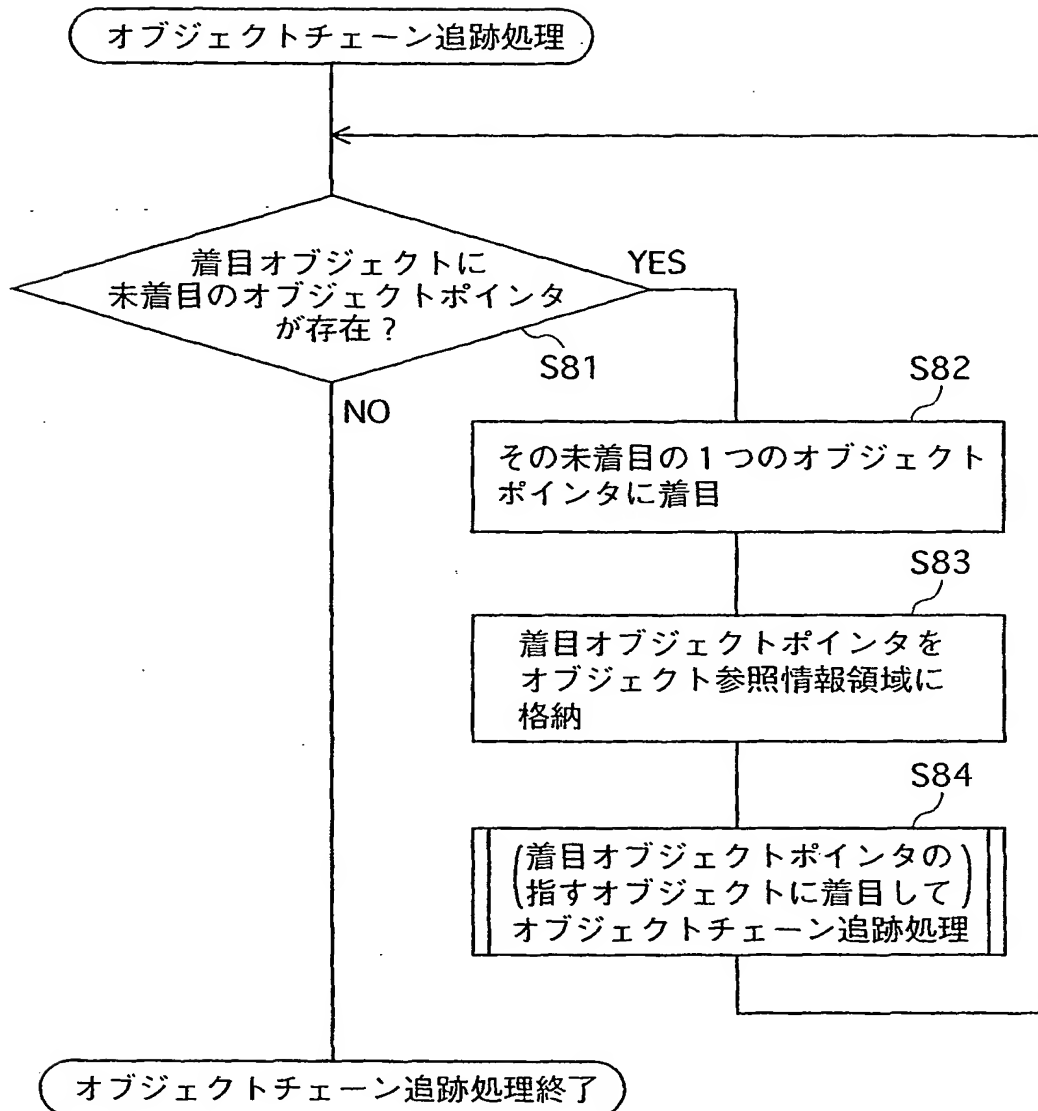 オブジェクトチェーン追跡処理
着目オブジェクトに
未着目のオブジェクトポインタ
が存在?
YES
S81
NO
S82
その未着目の1つのオブジェクト
ポインタに着目
S83
着目オブジェクトポインタを
オブジェクト参照情報領域に
格納
S84
(着目オブジェクトポインタの
指すオブジェクトに着目して)
オブジェクトチェーン追跡処理
オブジェクトチェーン追跡処理終了